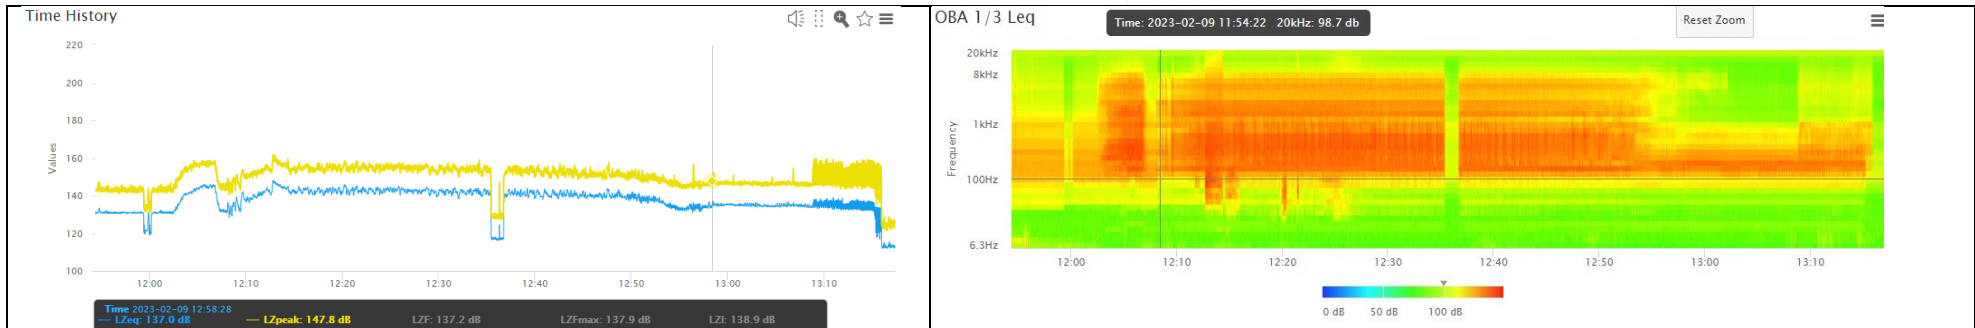 Time History
220
200
180
160
140
120
100
Values
12:00 12:10 12:20 12:30 12:40 12:50 13:00 13:10
Time 2023-02-09 12:58:28
LZeq: 137.0 dB LZpeak: 147.8 dB LZF: 137.2 dB LZFmax: 137.9 dB LZI: 138.9 dB
OBA 1/3 Leq
Time: 2023-02-09 11:54:22 20kHz: 98.7 db
Reset Zoom
20kHz
8kHz
1kHz
100Hz
6.3Hz
Frequency
12:00 12:10 12:20 12:30 12:40 12:50 13:00 13:10
0 dB 50 dB 100 dB